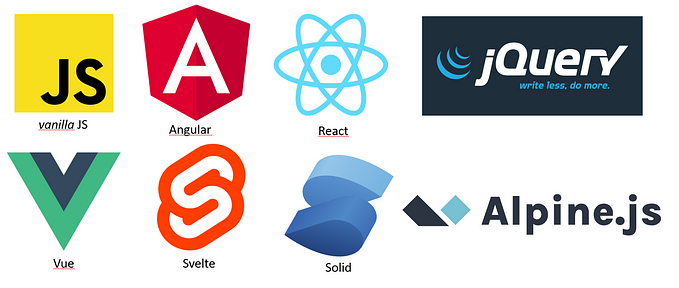 JS
vanilla JS
A
Angular
React
jQuery
write less, do more.
Vue
Svelte
Solid
Alpine.js